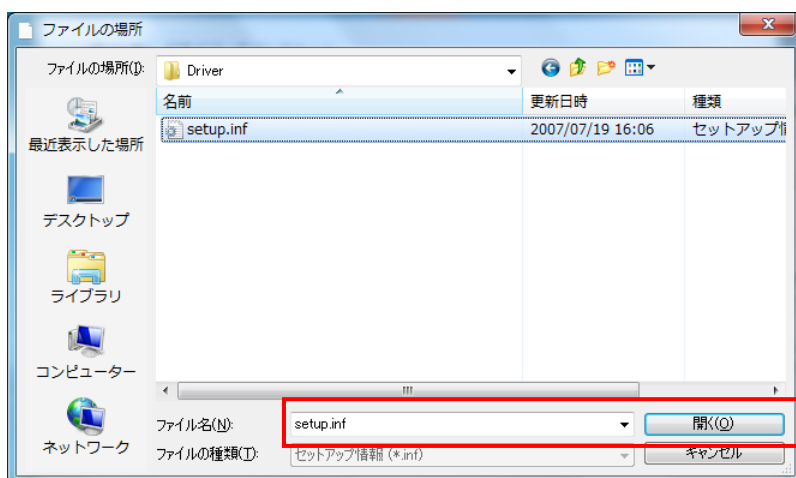 ファイルの場所
ファイルの場所(I):
Driver
名前
更新日時
種類
setup.inf
2007/07/19 16:06
セットアップ情
最近表示した場所
デスクトップ
ライブラリ
コンピューター
ネットワーク
ファイル名(N):
setup.inf
開く(O)
ファイルの種類(T):
セットアップ情報 (*.inf)
キャンセル